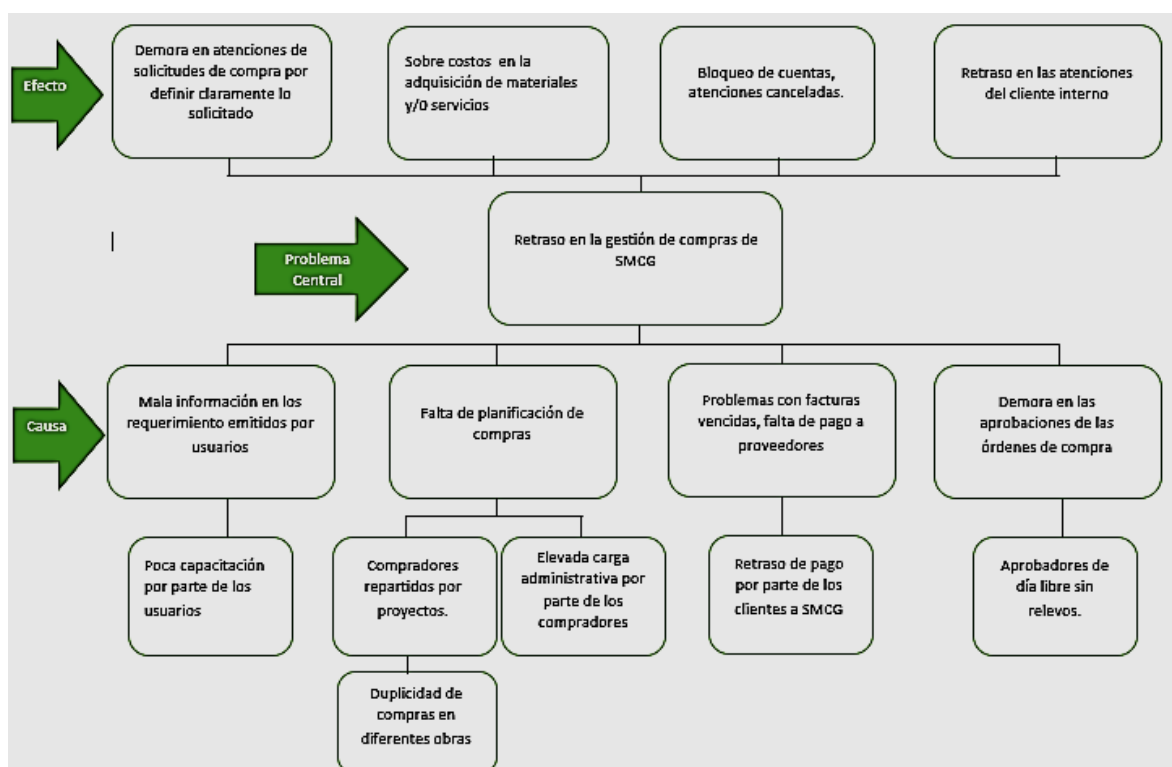 Efecto
Demora en atenciones de
solicitudes de compra por
definir claramente lo
solicitado
Sobre costos en la
adquisición de materiales
y/0 servicios
Bloqueo de cuentas,
atenciones canceladas.
Retraso en las atenciones
del cliente interno
Problema
Central
Retraso en la gestión de compras de
SMCG
Causa
Mala información en los
requerimiento emitidos por
usuarios
Falta de planificación de
compras
Problemas con facturas
vencidas, falta de pago a
proveedores
Demora en las
aprobaciones de las
órdenes de compra
Poca capacitación
por parte de los
usuarios
Compradores
repartidos por
proyectos.
Elevada carga
administrativa por
parte de los
compradores
Retraso de pago
por parte de los
clientes a SMCG
Aprobadores de
día libre sin
relevos.
Duplicidad de
compras en
diferentes obras